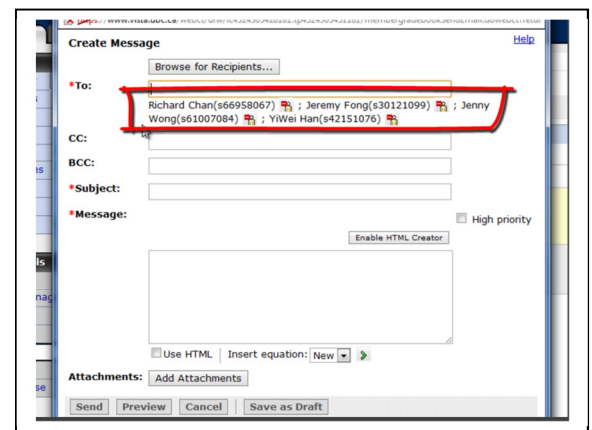 Create Message
Help
Browse for Recipients...
*To:
Richard Chan(s66958067) ; Jeremy Fong(s30121099) ; Jenny
Wong(s61007084) ; YiWei Han(s42151076)
CC:
BCC:
*Subject:
*Message:
High priority
Enable HTML Creator
Use HTML | Insert equation: New
Attachments: Add Attachments
Send Preview Cancel | Save as Draft